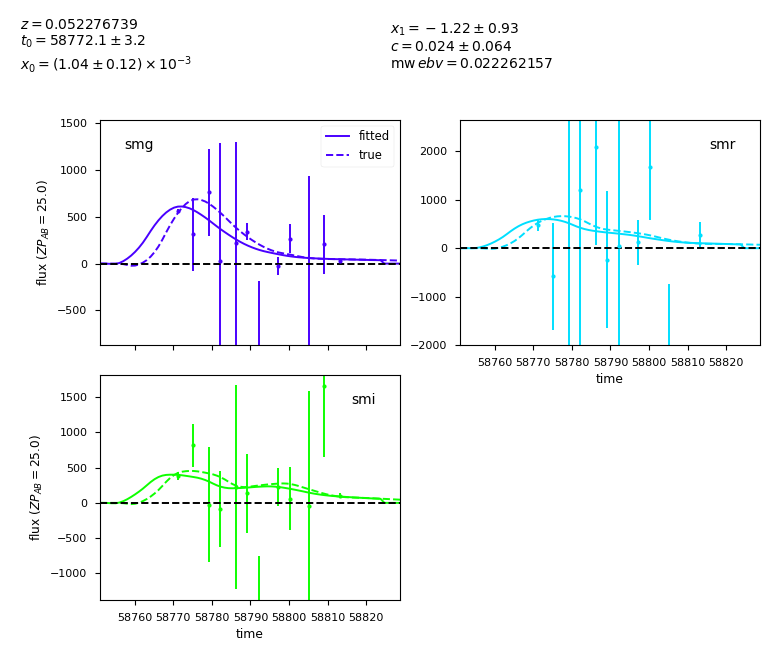 z = 0.052276739
t₀ = 58772.1 ± 3.2
x₀ = (1.04 ± 0.12) × 10⁻³
x₁ = −1.22 ± 0.93
c = 0.024 ± 0.064
mw ebv = 0.022262157
smg
fitted
true
1500
1000
500
0
−500
flux (ZP_AB = 25.0)
smr
2000
1000
0
−1000
−2000
58760 58770 58780 58790 58800 58810 58820
time
smi
1500
1000
500
0
−500
−1000
flux (ZP_AB = 25.0)
58760 58770 58780 58790 58800 58810 58820
time